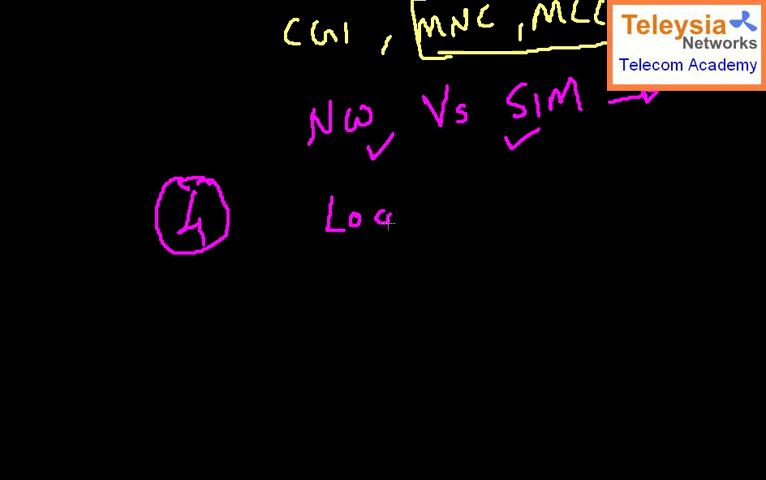 CGI, MNC, MCC
Teleysia
Networks
Telecom Academy
NW Vs SIM
4 Loc